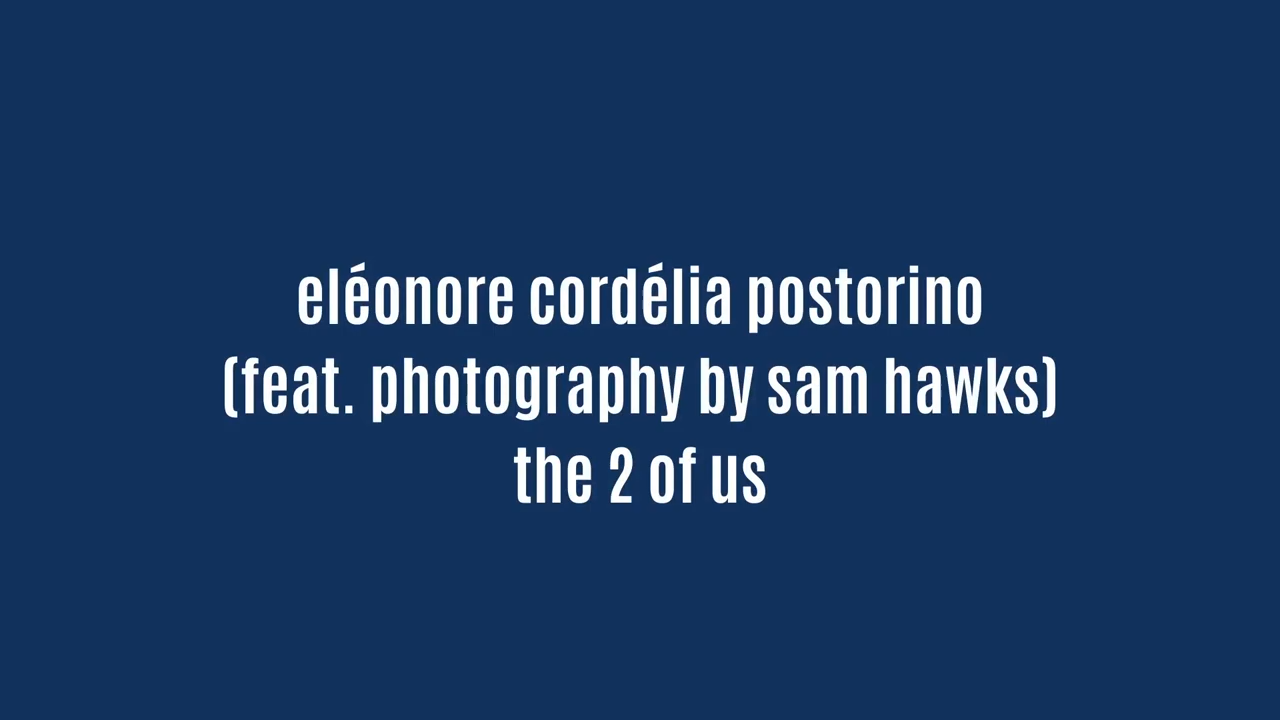 eléonore cordélia postorino
(feat. photography by sam hawks)
the 2 of us